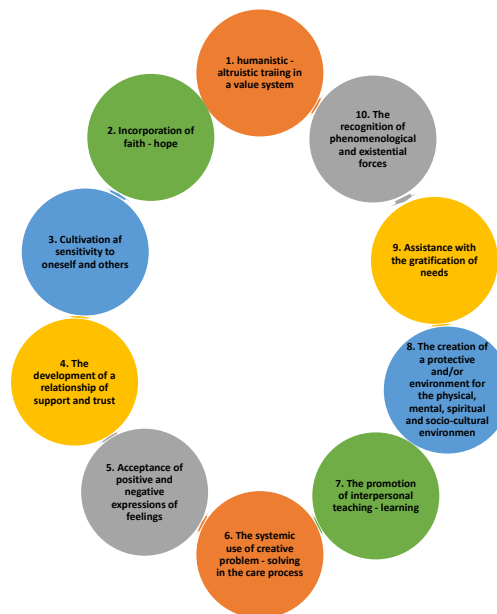 1. humanistic -
altruistic traiing in
a value system
2. Incorporation of
faith - hope
3. Cultivation af
sensitivity to
oneself and others
4. The
development of a
relationship of
support and trust
5. Acceptance of
positive and
negative
expressions of
feelings
6. The systemic
use of creative
problem - solving
in the care process
7. The promotion
of interpersonal
teaching - learning
8. The creation of
a protective
and/or
environment for
the physical,
mental, spiritual
and socio-cultural
environmen
9. Assistance with
the gratification of
needs
10. The
recognition of
phenomenological
and existential
forces